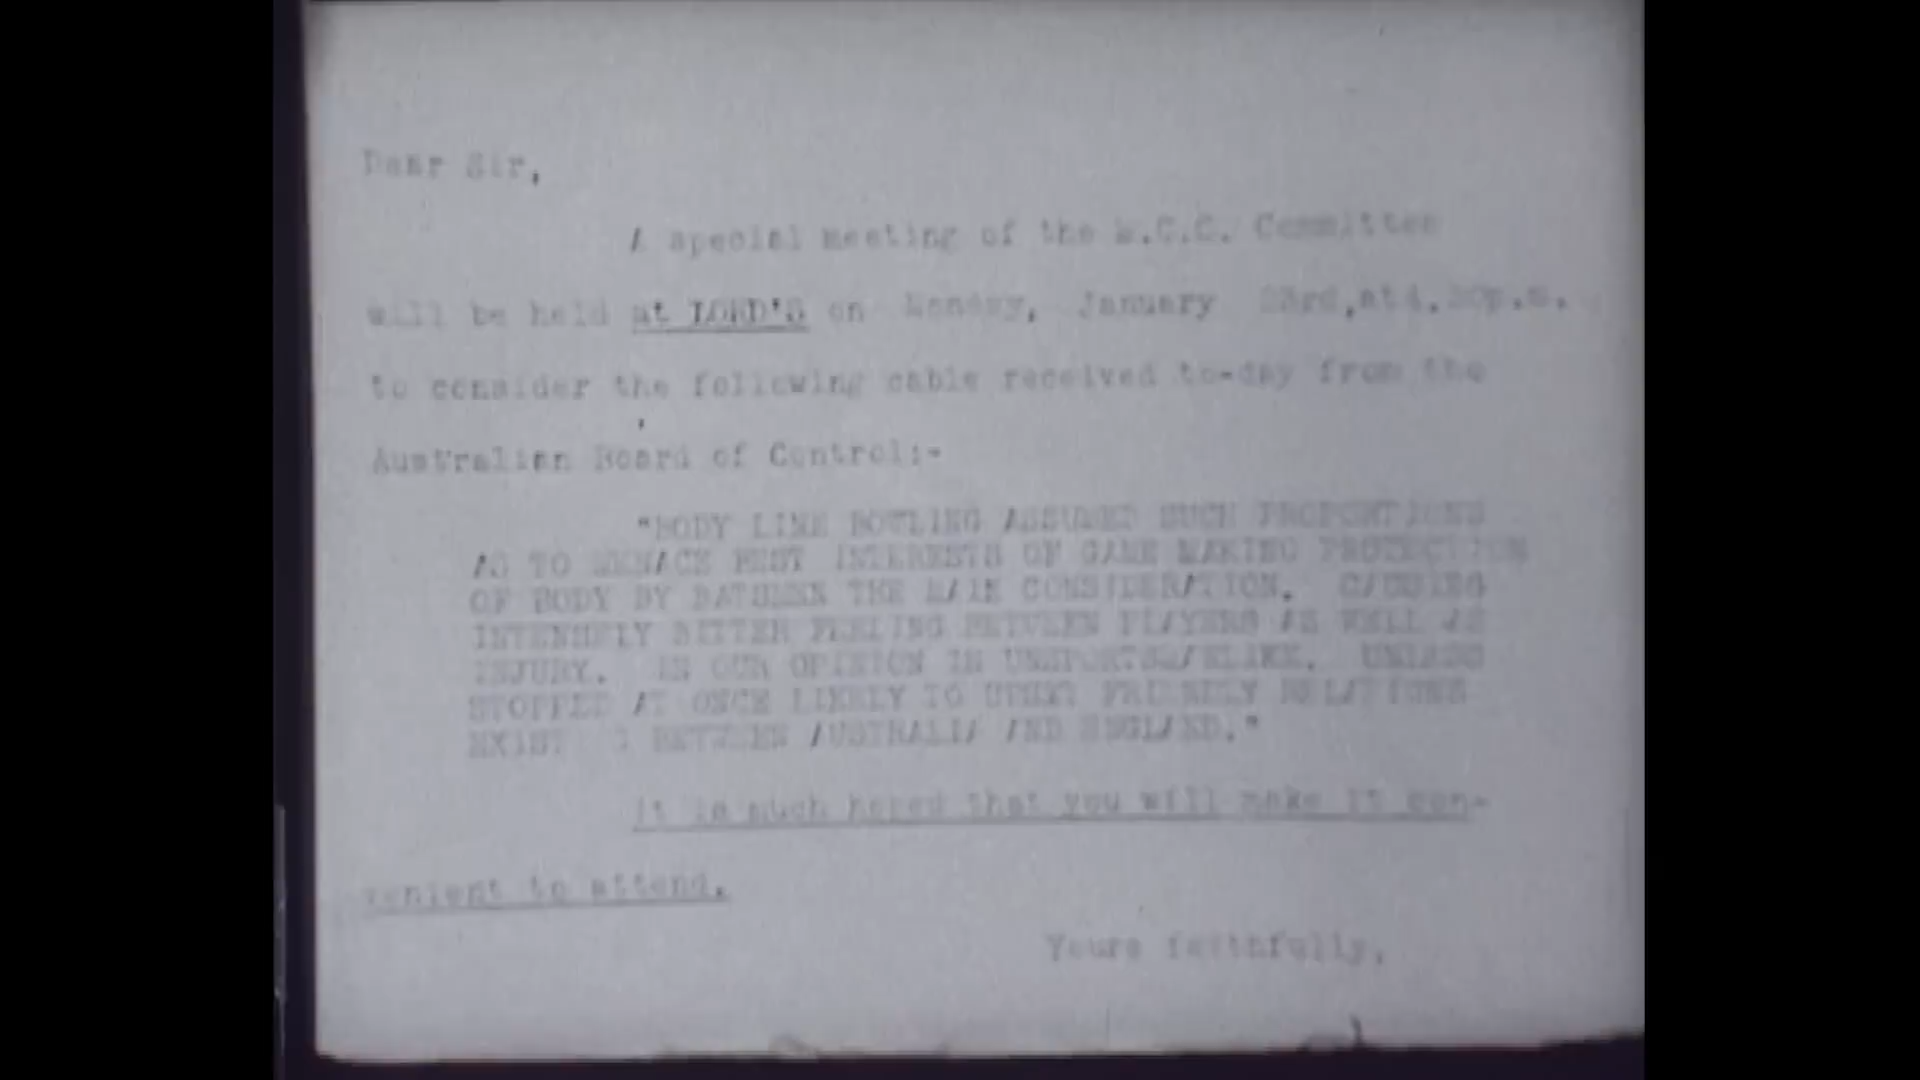 Dear Sir,
A special meeting of the M.C.C. Committee
will be held at LORD'S on Monday, January 23rd, at 4.30p.m.
to consider the following cable received to-day from the
Australian Board of Control:-
"BODY LINE BOWLING ASSUMED SUCH PROPORTIONS
AS TO MENACE BEST INTERESTS OF GAME MAKING PROTECTION
OF BODY BY BATSMEN THE MAIN CONSIDERATION. CAUSING
INTENSELY BITTER FEELING BETWEEN PLAYERS AS WELL AS
INJURY. IN OUR OPINION IS UNSPORTSMANLIKE. UNLESS
STOPPED AT ONCE LIKELY TO UPSET FRIENDLY RELATIONS
EXISTING BETWEEN AUSTRALIA AND ENGLAND."
It is much hoped that you will make it con-
venient to attend.
Yours faithfully,